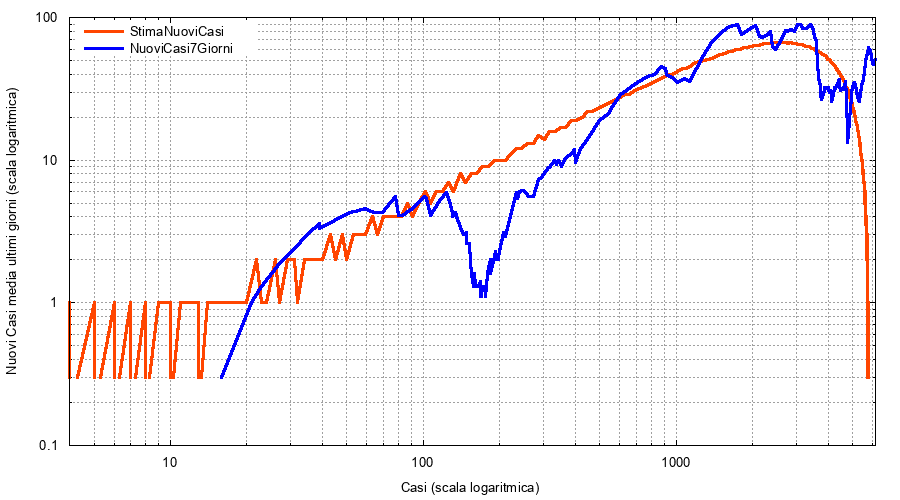 100
StimaNuoviCasi
NuoviCasi7Giorni
10
1
0.1
Nuovi Casi media ultimi giorni (scala logaritmica)
10 100 1000
Casi (scala logaritmica)